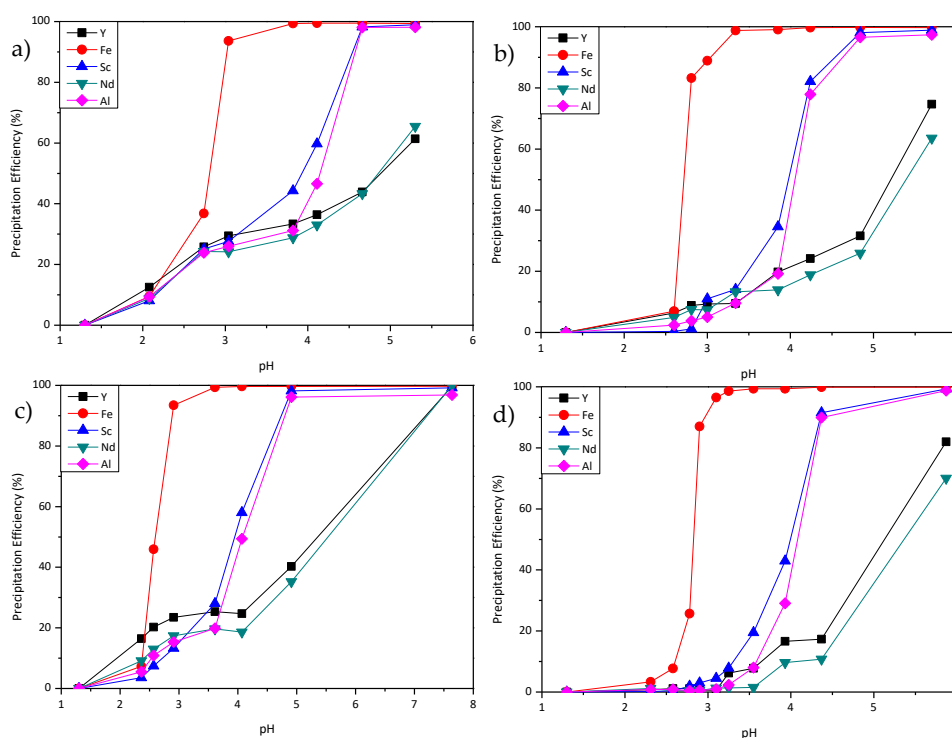 a)
Y
Fe
Sc
Nd
Al
Precipitation Efficiency (%)
100
80
60
40
20
0
1 2 3 4 5 6
pH
b)
Y
Fe
Sc
Nd
Al
Precipitation Efficiency (%)
100
80
60
40
20
0
1 2 3 4 5
pH
c)
Y
Fe
Sc
Nd
Al
Precipitation Efficiency (%)
100
80
60
40
20
0
1 2 3 4 5 6 7 8
pH
d)
Y
Fe
Sc
Nd
Al
Precipitation Efficiency (%)
100
80
60
40
20
0
1 2 3 4 5
pH